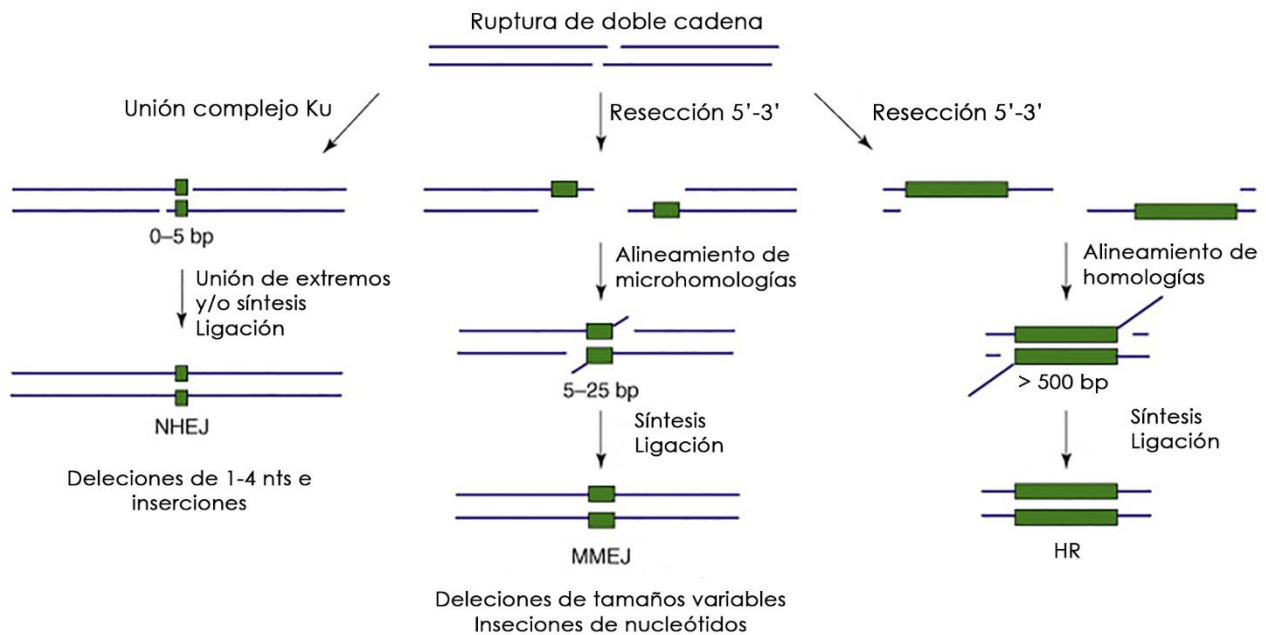 Ruptura de doble cadena
Unión complejo Ku
Resección 5’-3’
Resección 5’-3’
0–5 bp
Unión de extremos
y/o síntesis
Ligación
Alineamiento de
microhomologías
Alineamiento de
homologías
5–25 bp
> 500 bp
NHEJ
Síntesis
Ligación
Síntesis
Ligación
Deleciones de 1-4 nts e
inserciones
MMEJ
HR
Deleciones de tamaños variables
Inseciones de nucleótidos